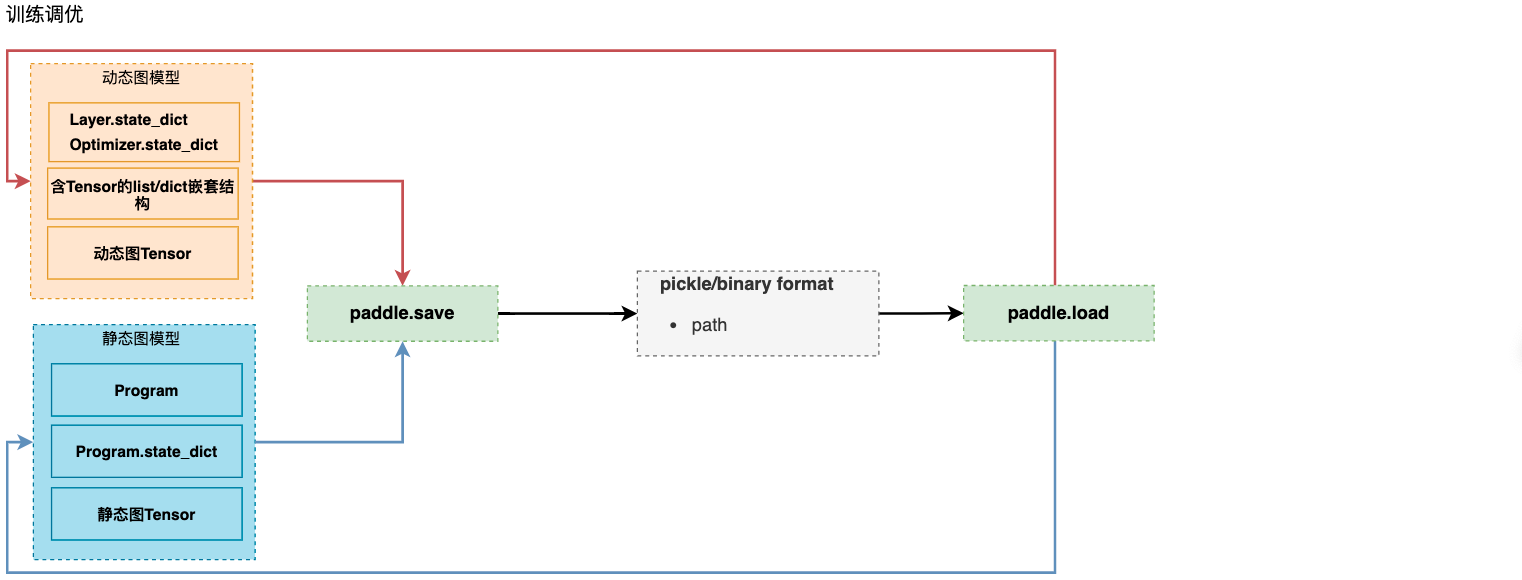 训练调优
动态图模型
Layer.state_dict
Optimizer.state_dict
含Tensor的list/dict嵌套结
构
动态图Tensor
paddle.save
pickle/binary format
• path
paddle.load
静态图模型
Program
Program.state_dict
静态图Tensor